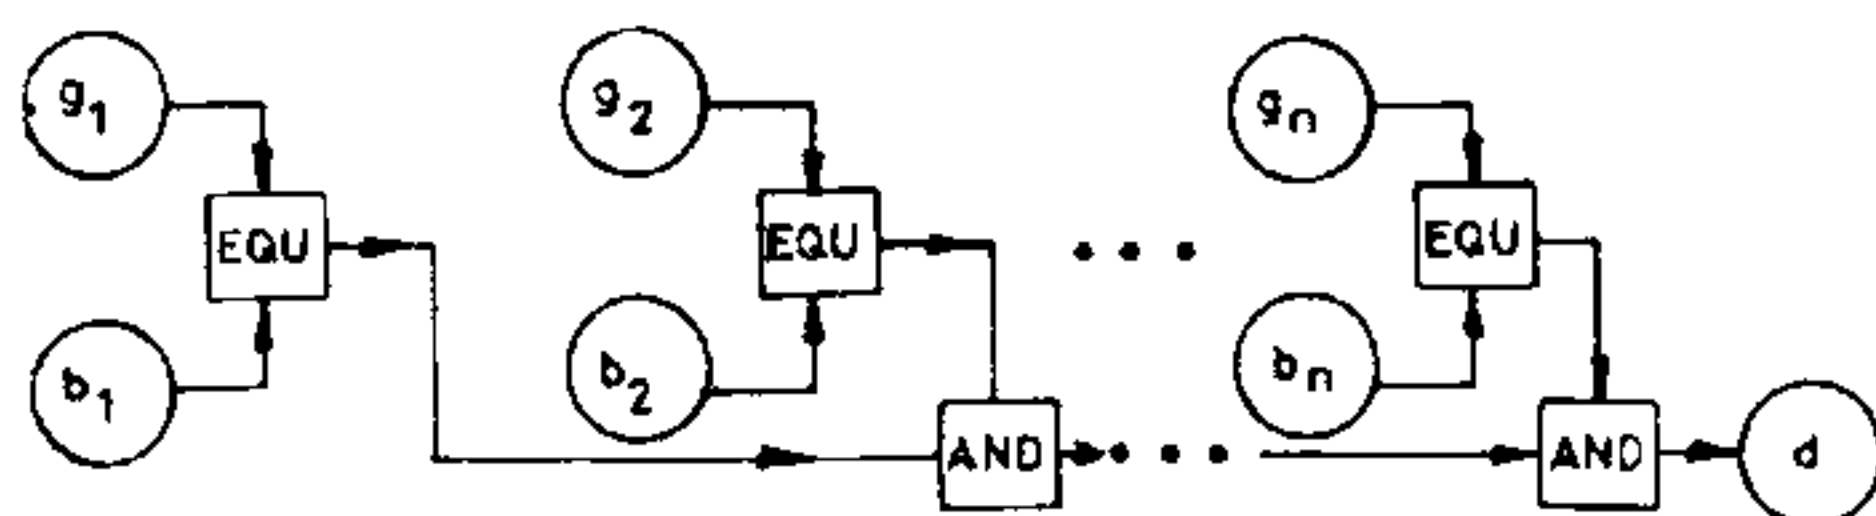 g1 g2 gn
EQU EQU . . . EQU
b1 b2 bn
AND . . . AND d